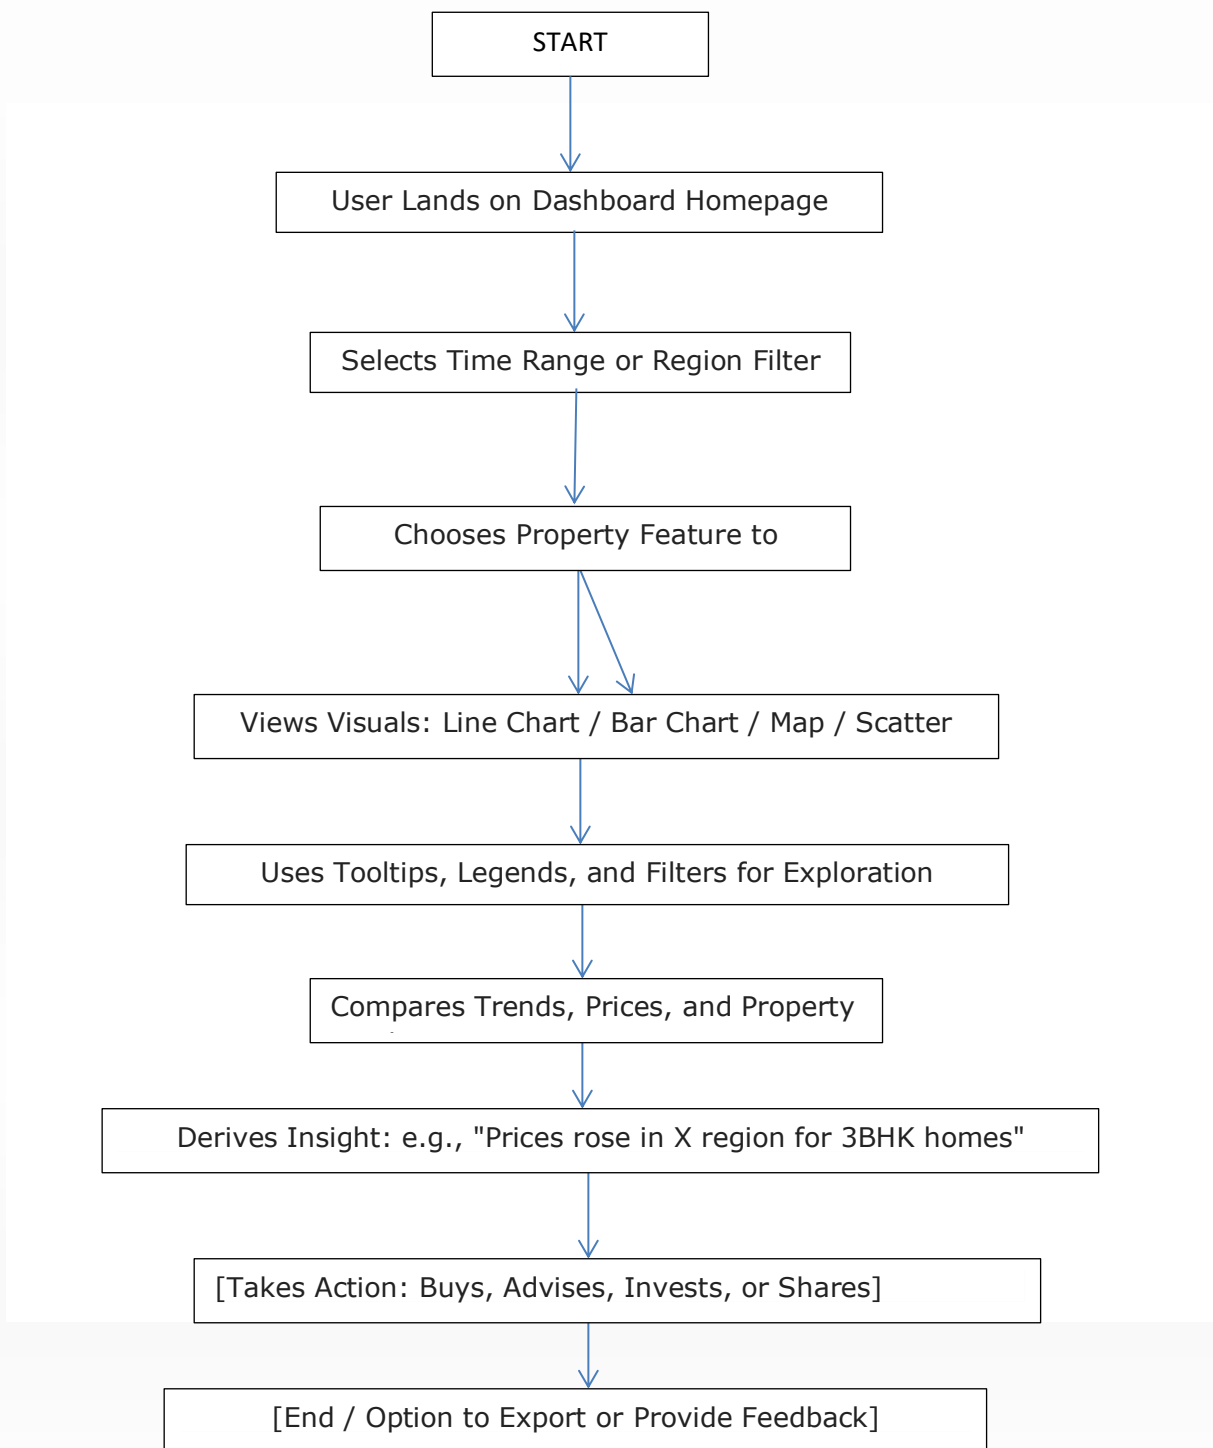 START
User Lands on Dashboard Homepage
Selects Time Range or Region Filter
Chooses Property Feature to
Views Visuals: Line Chart / Bar Chart / Map / Scatter
Uses Tooltips, Legends, and Filters for Exploration
Compares Trends, Prices, and Property
Derives Insight: e.g., "Prices rose in X region for 3BHK homes"
[Takes Action: Buys, Advises, Invests, or Shares]
[End / Option to Export or Provide Feedback]